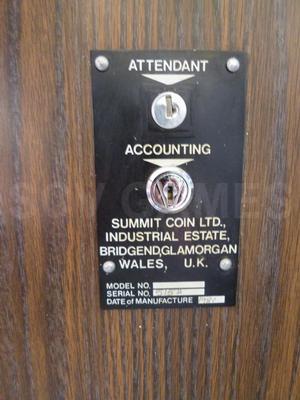 ATTENDANT
ACCOUNTING
SUMMIT COIN LTD.,
INDUSTRIAL ESTATE,
BRIDGEND,GLAMORGAN
WALES, U.K.
MODEL NO.
SERIAL NO.
DATE of MANUFACTURE